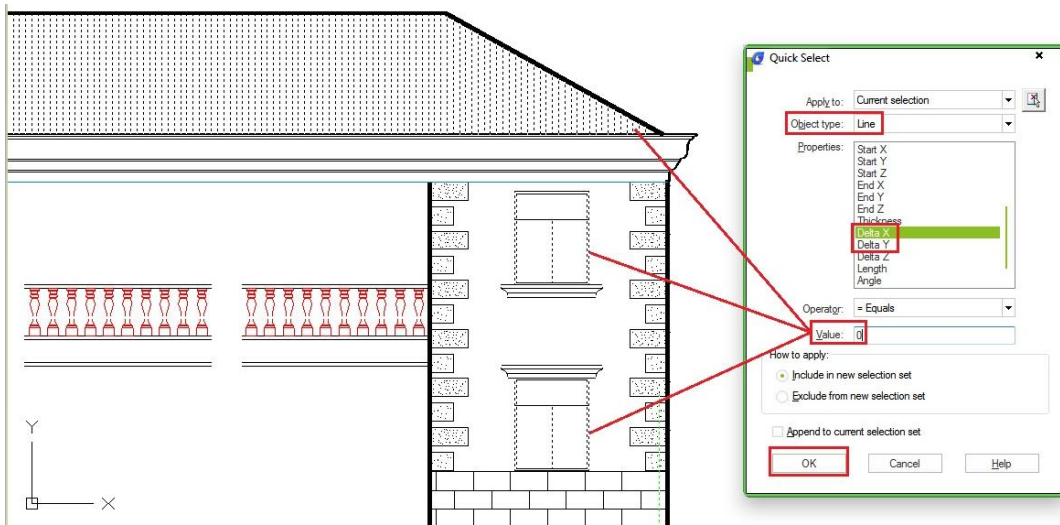 Quick Select
Apply to: Current selection
Object type: Line
Properties: Start X
Start Y
Start Z
End X
End Y
End Z
Thickness
Delta X
Delta Y
Delta Z
Length
Angle
Operator: = Equals
Value: 0
How to apply:
Include in new selection set
Exclude from new selection set
Append to current selection set
OK Cancel Help
Y
X